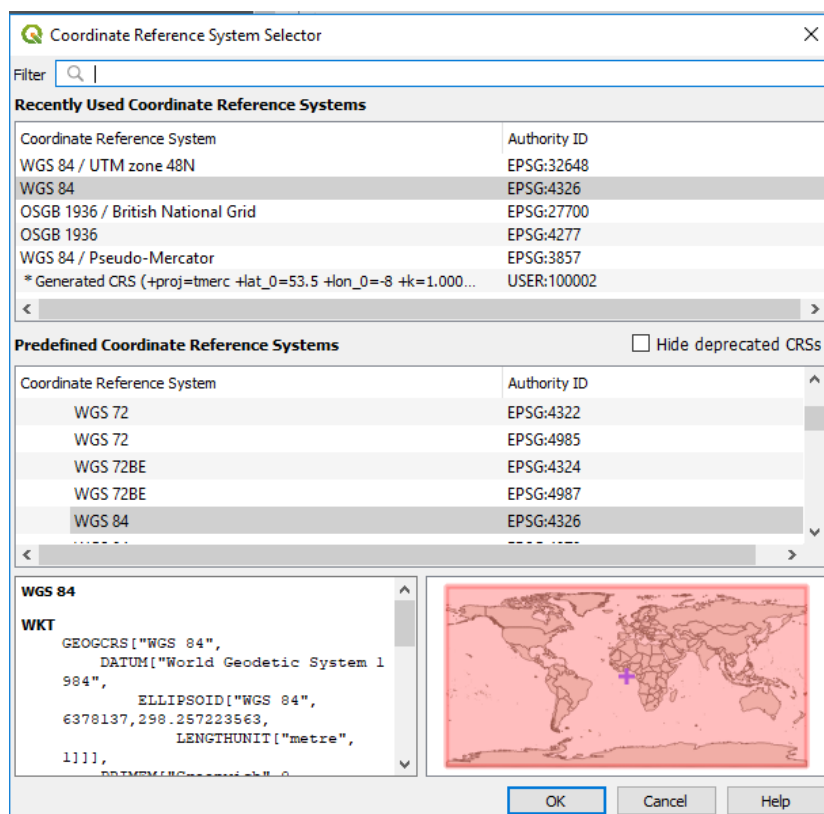 Coordinate Reference System Selector
Filter
Recently Used Coordinate Reference Systems
Coordinate Reference System Authority ID
WGS 84 / UTM zone 48N EPSG:32648
WGS 84 EPSG:4326
OSGB 1936 / British National Grid EPSG:27700
OSGB 1936 EPSG:4277
WGS 84 / Pseudo-Mercator EPSG:3857
* Generated CRS (+proj=tmerc +lat_0=53.5 +lon_0=-8 +k=1.000... USER:100002
Predefined Coordinate Reference Systems Hide deprecated CRSs
Coordinate Reference System Authority ID
WGS 72 EPSG:4322
WGS 72 EPSG:4985
WGS 72BE EPSG:4324
WGS 72BE EPSG:4987
WGS 84 EPSG:4326
WGS 84
WKT
GEOGCRS["WGS 84",
DATUM["World Geodetic System 1
984",
ELLIPSOID["WGS 84",
6378137,298.257223563,
LENGTHUNIT["metre",
1]]],
OK Cancel Help